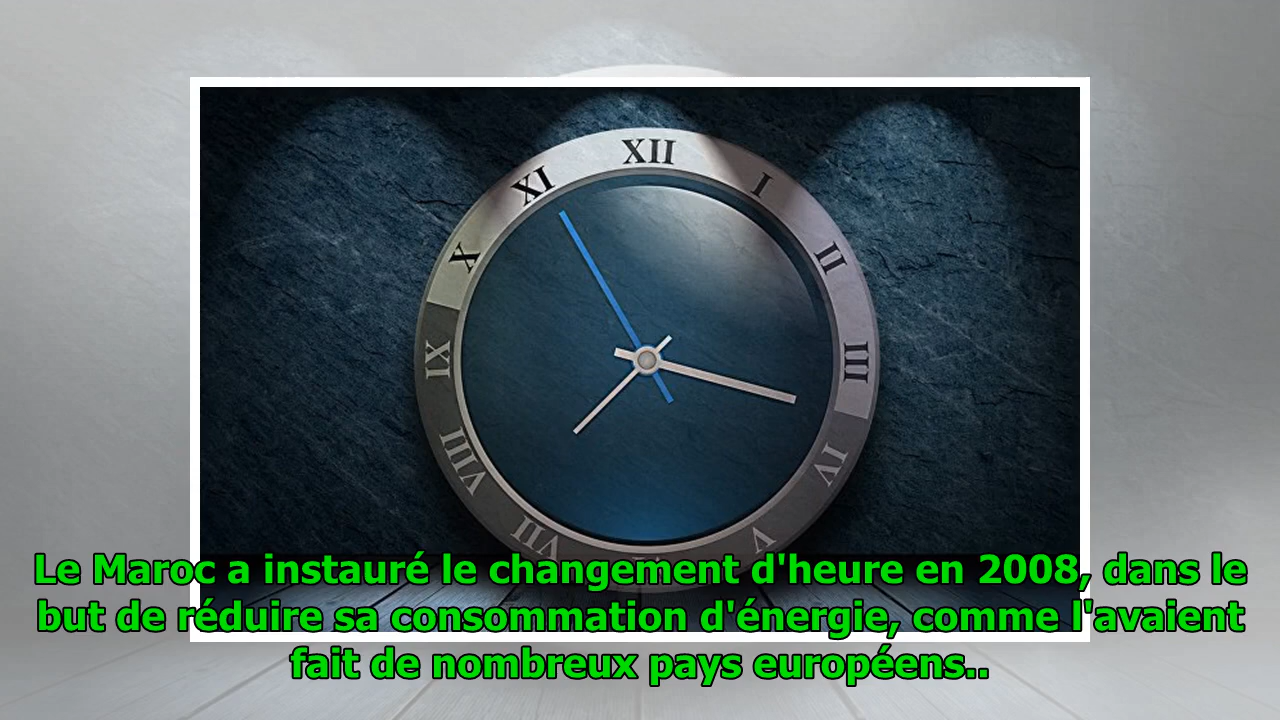 XII
XI
I
X
II
IX
III
VIII
IV
VII
V
Le Maroc a instauré le changement d'heure en 2008, dans le
but de réduire sa consommation d'énergie, comme l'avaient
fait de nombreux pays européens..